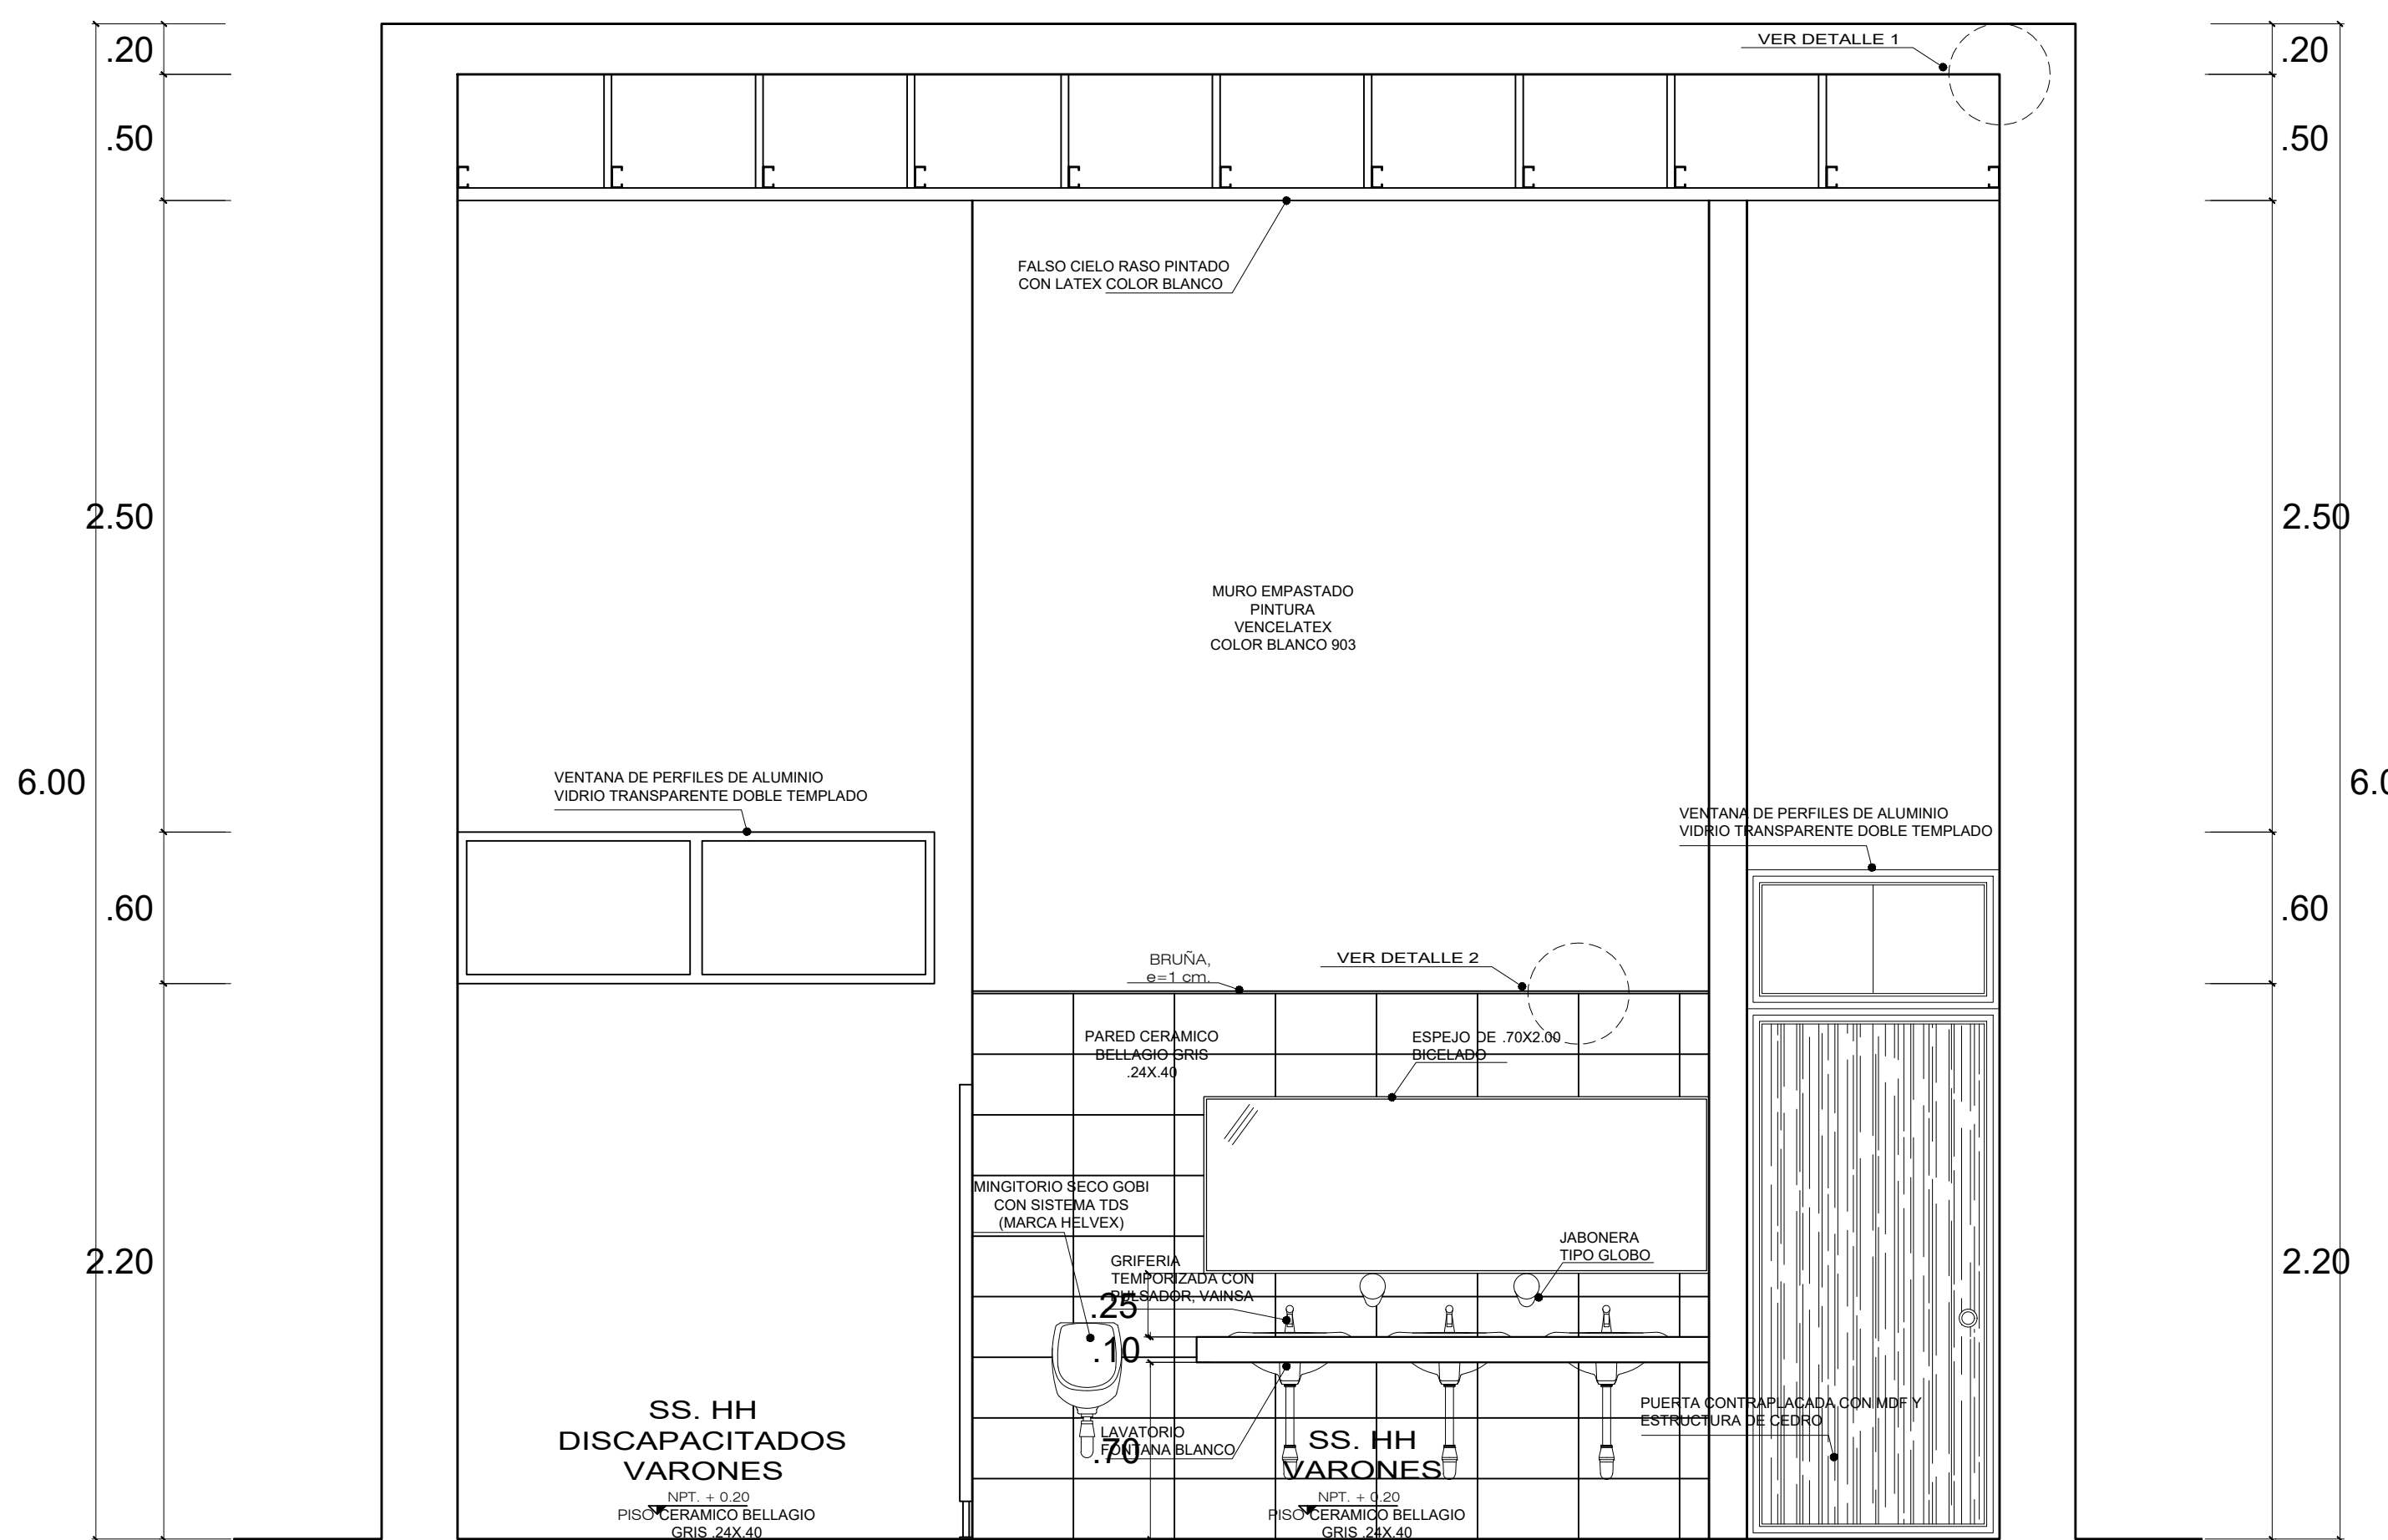 .20
.50
2.50
6.00
.60
2.20
VER DETALLE 1
FALSO CIELO RASO PINTADO
CON LATEX COLOR BLANCO
MURO EMPASTADO
PINTURA
VENCELATEX
COLOR BLANCO 903
VENTANA DE PERFILES DE ALUMINIO
VIDRIO TRANSPARENTE DOBLE TEMPLADO
VENTANA DE PERFILES DE ALUMINIO
VIDRIO TRANSPARENTE DOBLE TEMPLADO
BRUÑA,
e=1 cm.
VER DETALLE 2
PARED CERAMICO
BELLAGIO GRIS
.24X.40
ESPEJO DE .70X2.00
BICELADO
MINGITORIO SECO GOBI
CON SISTEMA TDS
(MARCA HELVEX)
GRIFERIA
TEMPORIZADA CON
PULSADOR, VAINSA
JABONERA
TIPO GLOBO
.25
.10
.70
LAVATORIO
FONTANA BLANCO
PUERTA CONTRAPLACADA CON MDF Y
ESTRUCTURA DE CEDRO
SS. HH
DISCAPACITADOS
VARONES
NPT. + 0.20
PISO CERAMICO BELLAGIO
GRIS .24X.40
SS. HH
VARONES
NPT. + 0.20
PISO CERAMICO BELLAGIO
GRIS .24X.40
.20
.50
2.50
.60
2.20